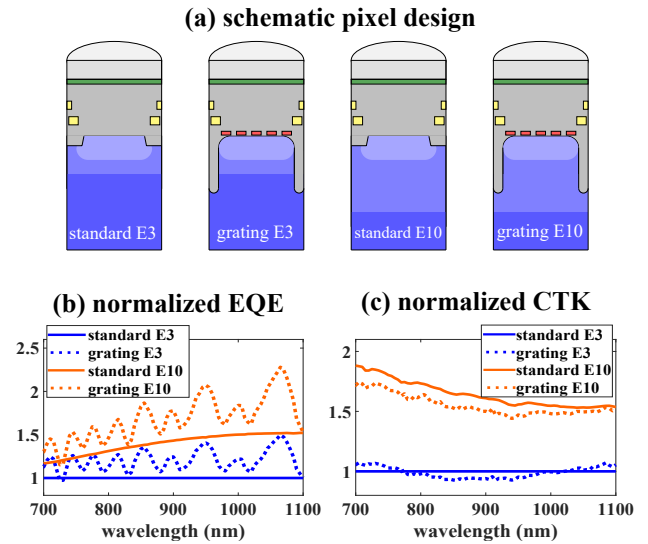 (a) schematic pixel design
standard E3
grating E3
standard E10
grating E10
(b) normalized EQE
standard E3
grating E3
standard E10
grating E10
2.5
2
1.5
1
700
800
900
1000
1100
wavelength (nm)
(c) normalized CTK
standard E3
grating E3
standard E10
grating E10
2
1.5
1
700
800
900
1000
1100
wavelength (nm)